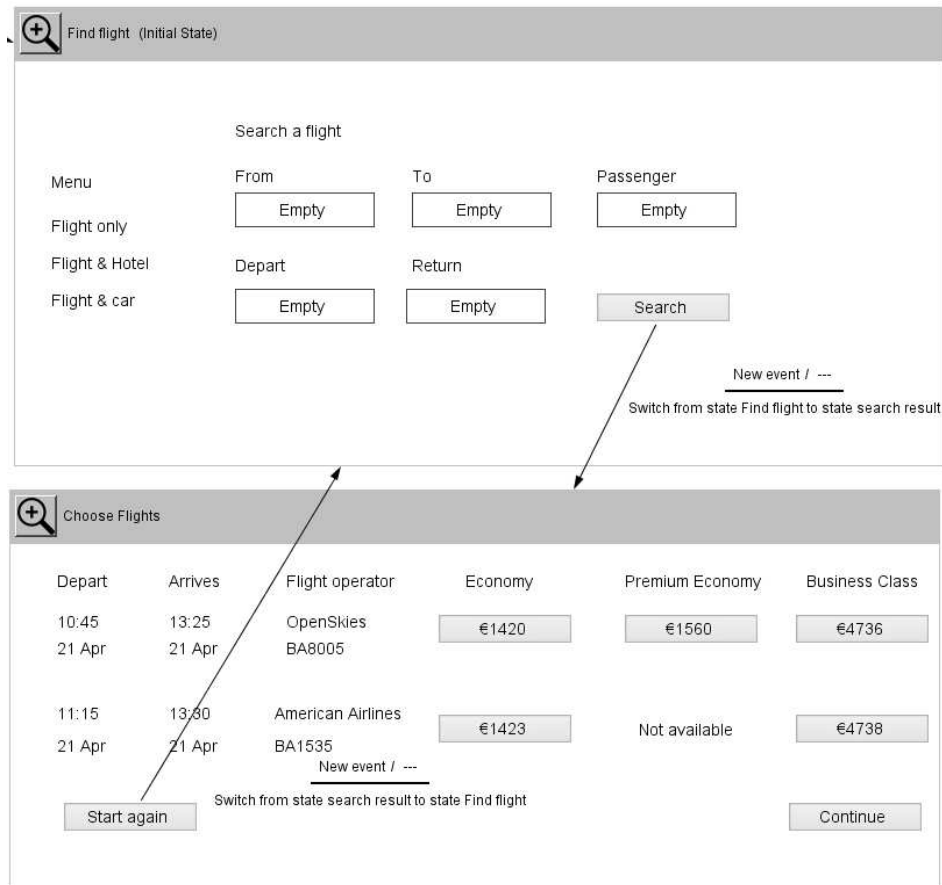 Find flight (Initial State)
Search a flight
Menu
From To Passenger
Empty Empty Empty
Flight only
Flight & Hotel
Depart Return
Flight & car
Empty Empty Search
New event / ---
Switch from state Find flight to state search result
Choose Flights
Depart Arrives Flight operator Economy Premium Economy Business Class
10:45 13:25 OpenSkies €1420 €1560 €4736
21 Apr 21 Apr BA8005
11:15 13:30 American Airlines €1423 Not available €4738
21 Apr 21 Apr BA1535
New event / ---
Switch from state search result to state Find flight
Start again Continue